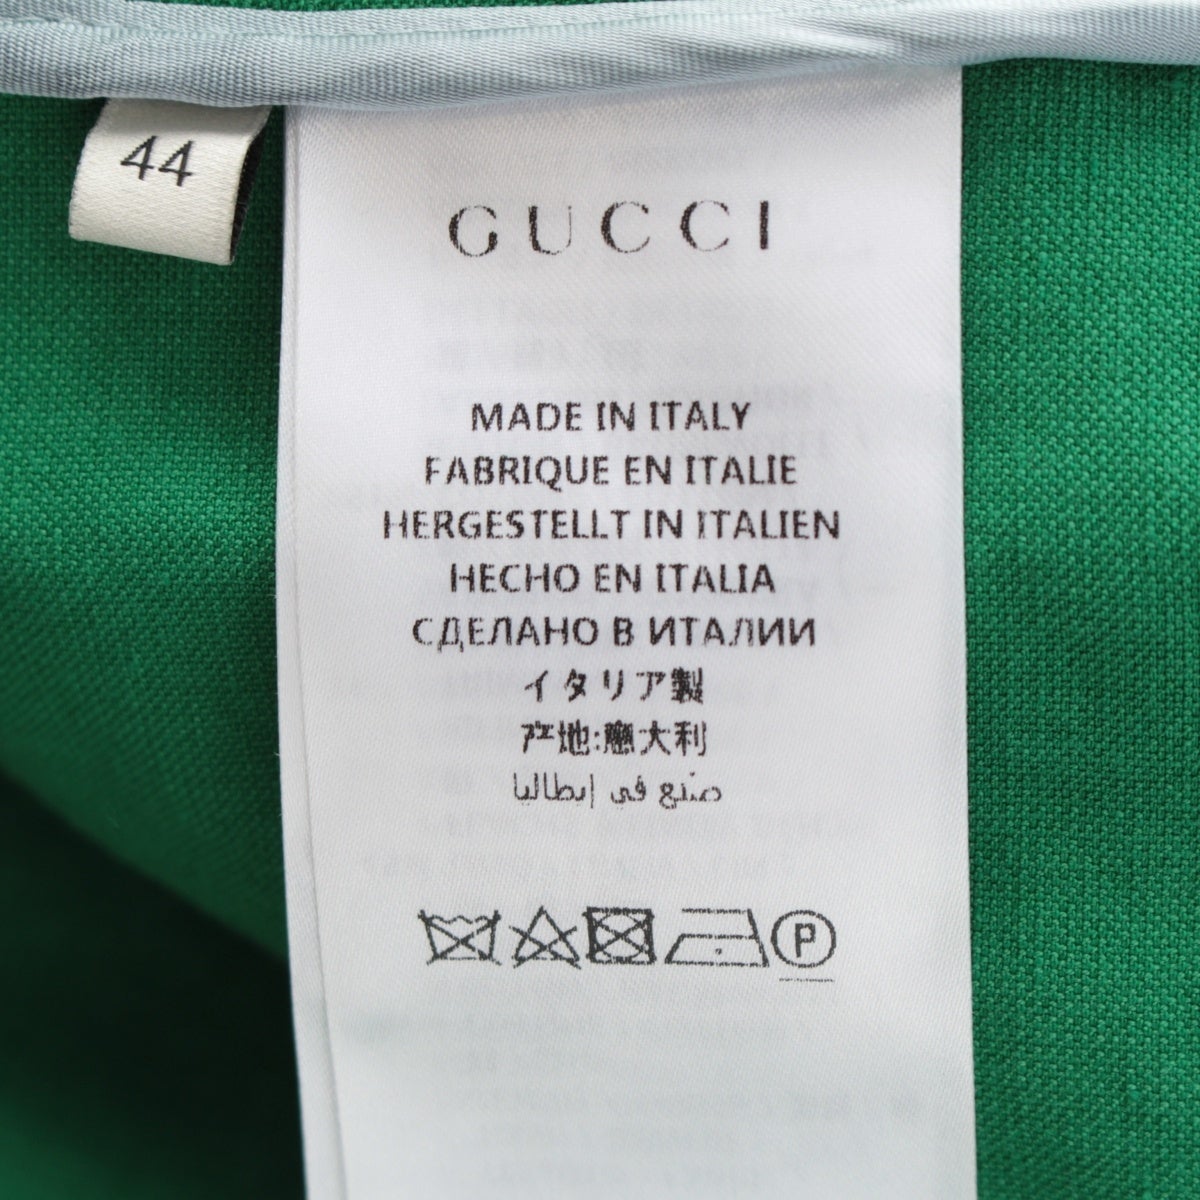 44
GUCCI
MADE IN ITALY
FABRIQUE EN ITALIE
HERGESTELLT IN ITALIEN
HECHO EN ITALIA
СДЕЛАНО В ИТАЛИИ
イタリア製
产地:意大利
صنع في إيطاليا
P